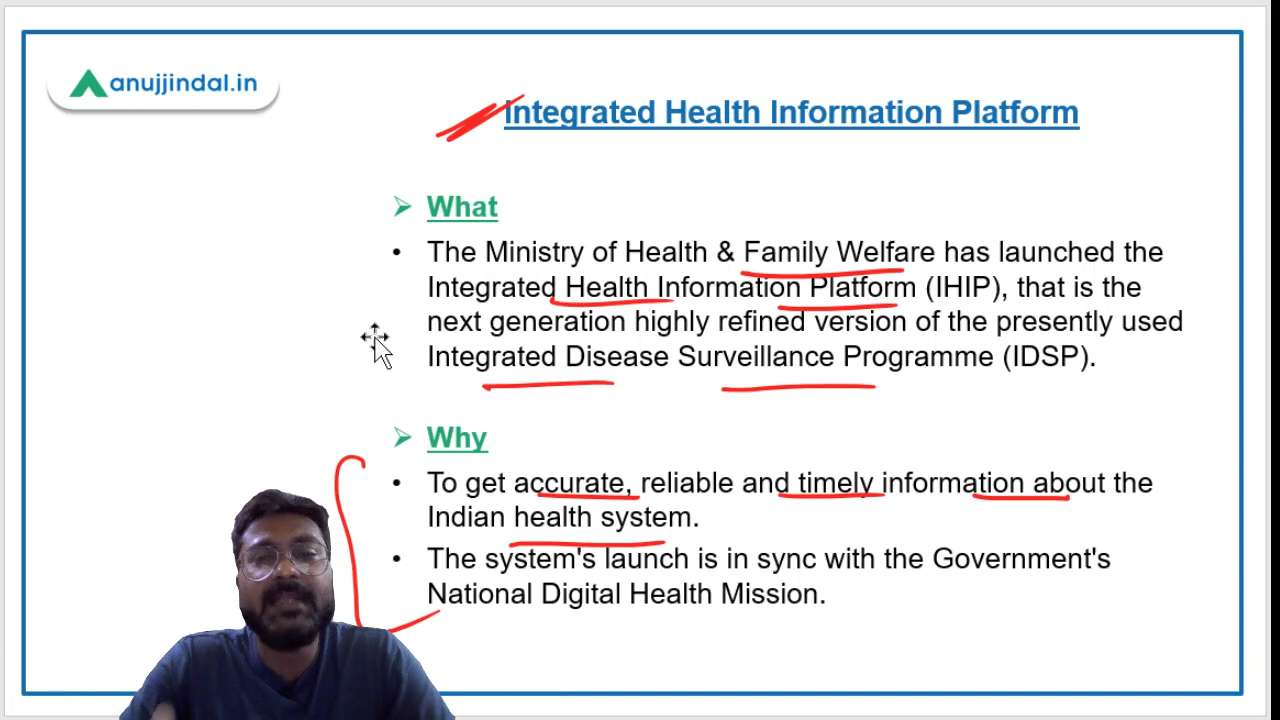 anujjindal.in
Integrated Health Information Platform
What
• The Ministry of Health & Family Welfare has launched the
Integrated Health Information Platform (IHIP), that is the
next generation highly refined version of the presently used
Integrated Disease Surveillance Programme (IDSP).
Why
• To get accurate, reliable and timely information about the
Indian health system.
• The system's launch is in sync with the Government's
National Digital Health Mission.